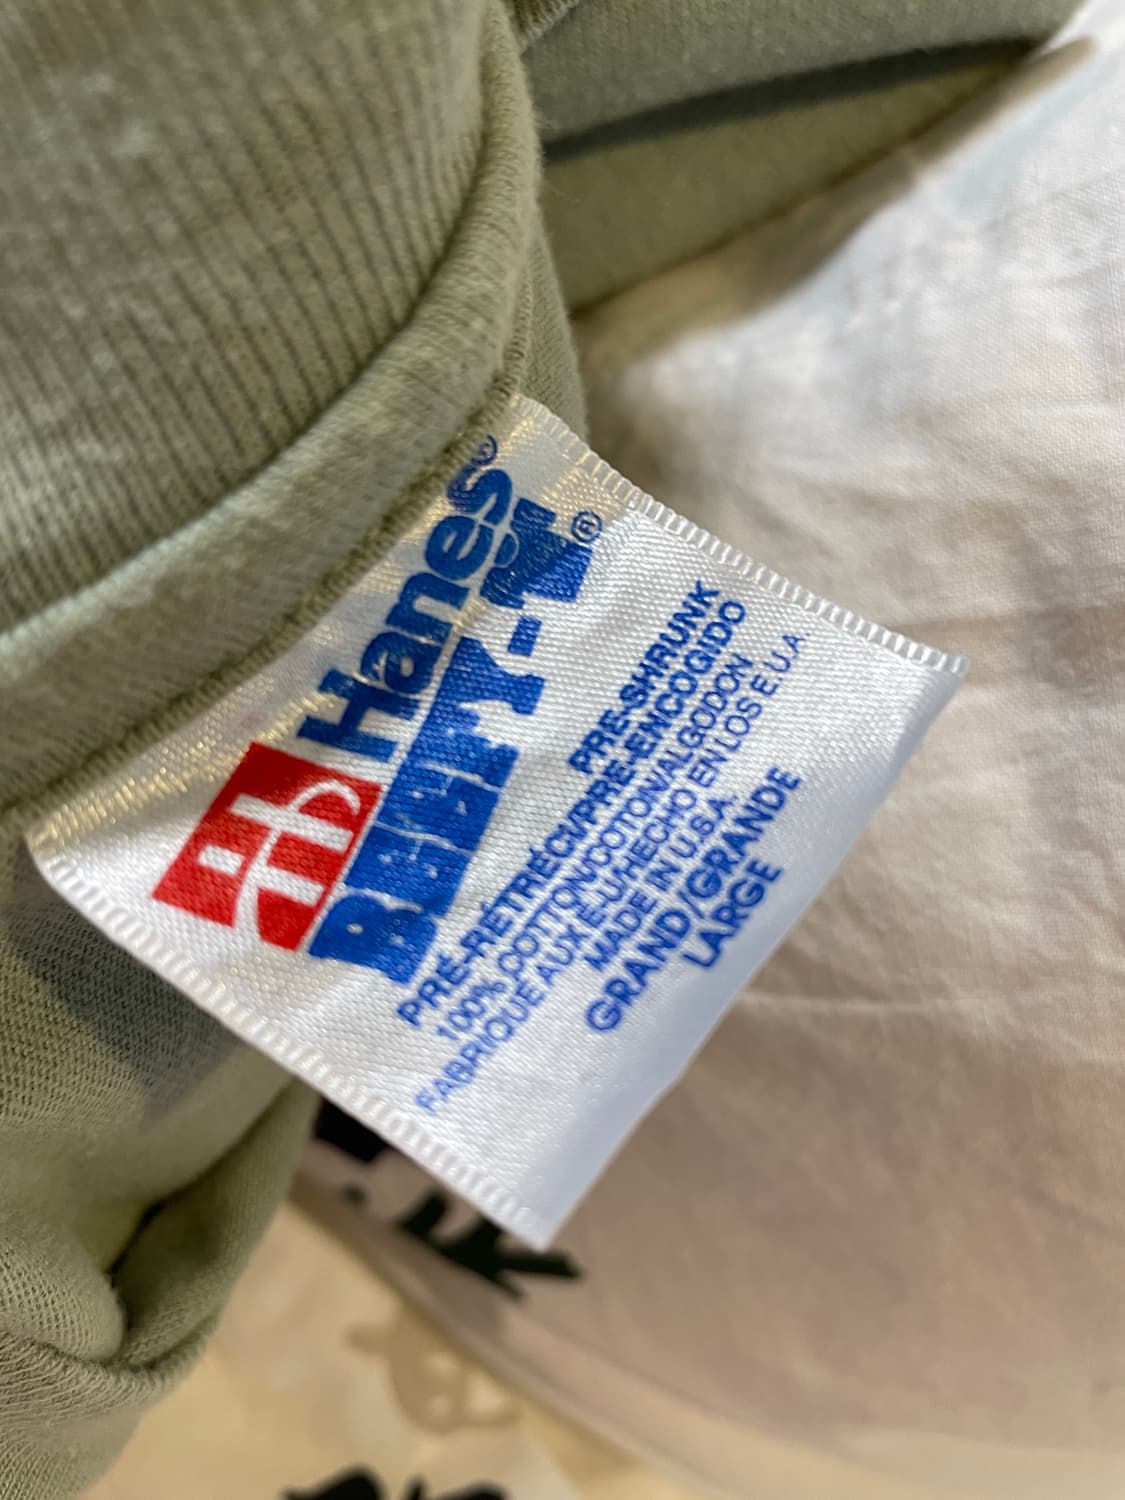 Hanes®
BEEFY-T®
PRE-SHRUNK
PRÉ-RÉTRÉCI/PRE-ENCOGIDO
100% COTTON/COTON/ALGODON
FABRIQUÉ AUX É-U/HECHO EN LOS E.U.A
MADE IN U.S.A.
GRAND/GRANDE
LARGE